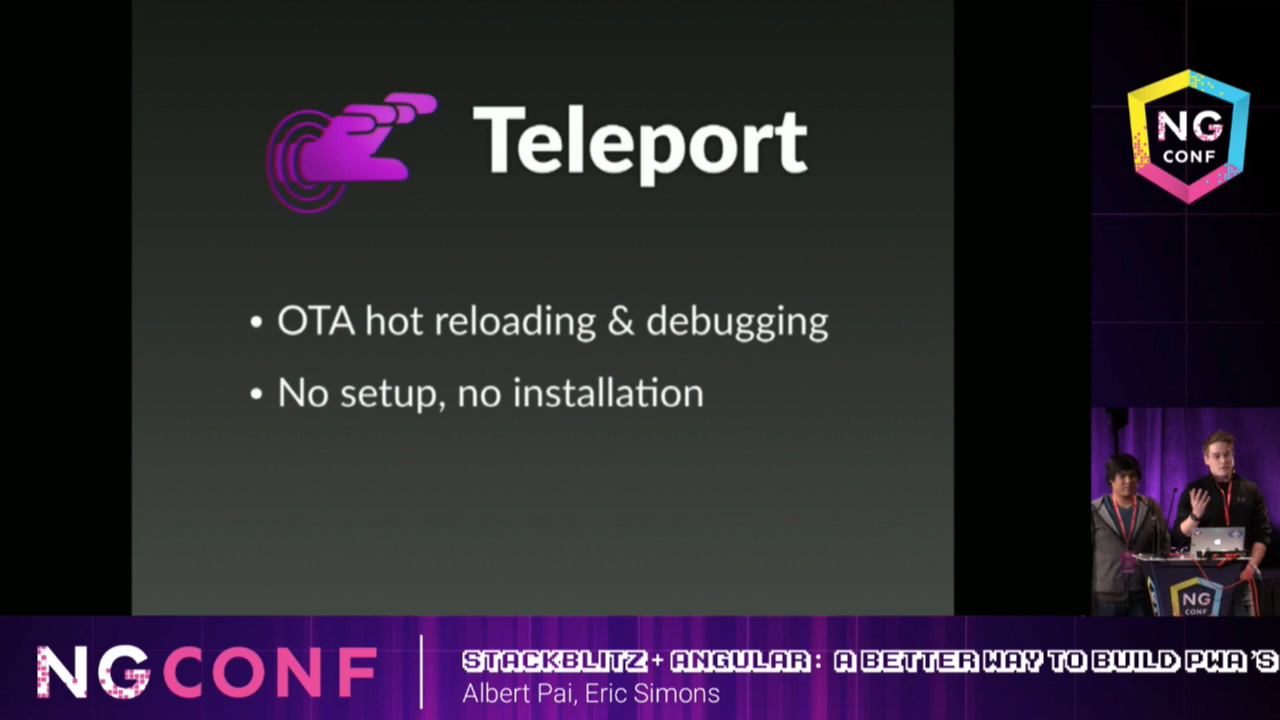 Teleport
• OTA hot reloading & debugging
• No setup, no installation
NG
CONF
NG
CONF
NGCONF
STACKBLITZ + ANGULAR: A BETTER WAY TO BUILD PWA'S
Albert Pai, Eric Simons